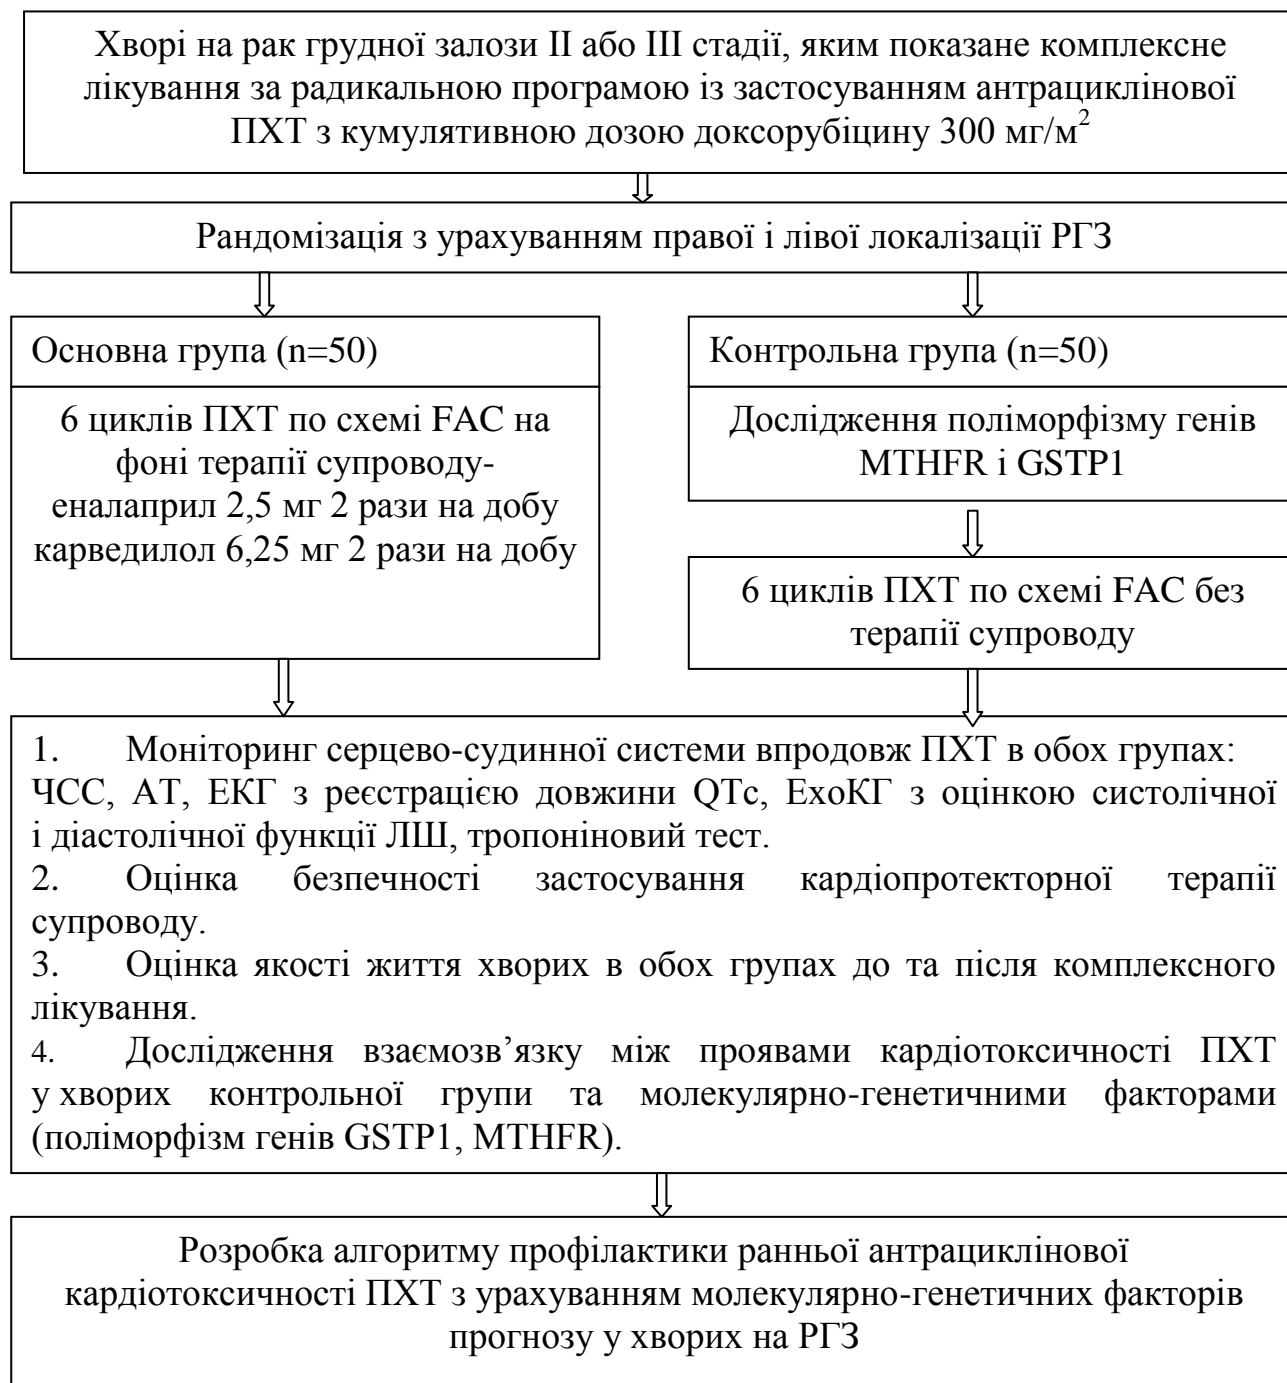 Хворі на рак грудної залози II або III стадії, яким показане комплексне
лікування за радикальною програмою із застосуванням антрациклінової
ПХТ з кумулятивною дозою доксорубіцину 300 мг/м²
Рандомізація з урахуванням правої і лівої локалізації РГЗ
Основна група (n=50)
6 циклів ПХТ по схемі FAC на
фоні терапії супроводу-
еналаприл 2,5 мг 2 рази на добу
карведилол 6,25 мг 2 рази на добу
Контрольна група (n=50)
Дослідження поліморфізму генів
MTHFR і GSTP1
6 циклів ПХТ по схемі FAC без
терапії супроводу
1. Моніторинг серцево-судинної системи впродовж ПХТ в обох групах:
ЧСС, АТ, ЕКГ з реєстрацією довжини QTc, ЕхоКГ з оцінкою систолічної
і діастолічної функції ЛШ, тропоніновий тест.
2. Оцінка безпечності застосування кардіопротекторної терапії
супроводу.
3. Оцінка якості життя хворих в обох групах до та після комплексного
лікування.
4. Дослідження взаємозв’язку між проявами кардіотоксичності ПХТ
у хворих контрольної групи та молекулярно-генетичними факторами
(поліморфізм генів GSTP1, MTHFR).
Розробка алгоритму профілактики ранньої антрациклінової
кардіотоксичності ПХТ з урахуванням молекулярно-генетичних факторів
прогнозу у хворих на РГЗ